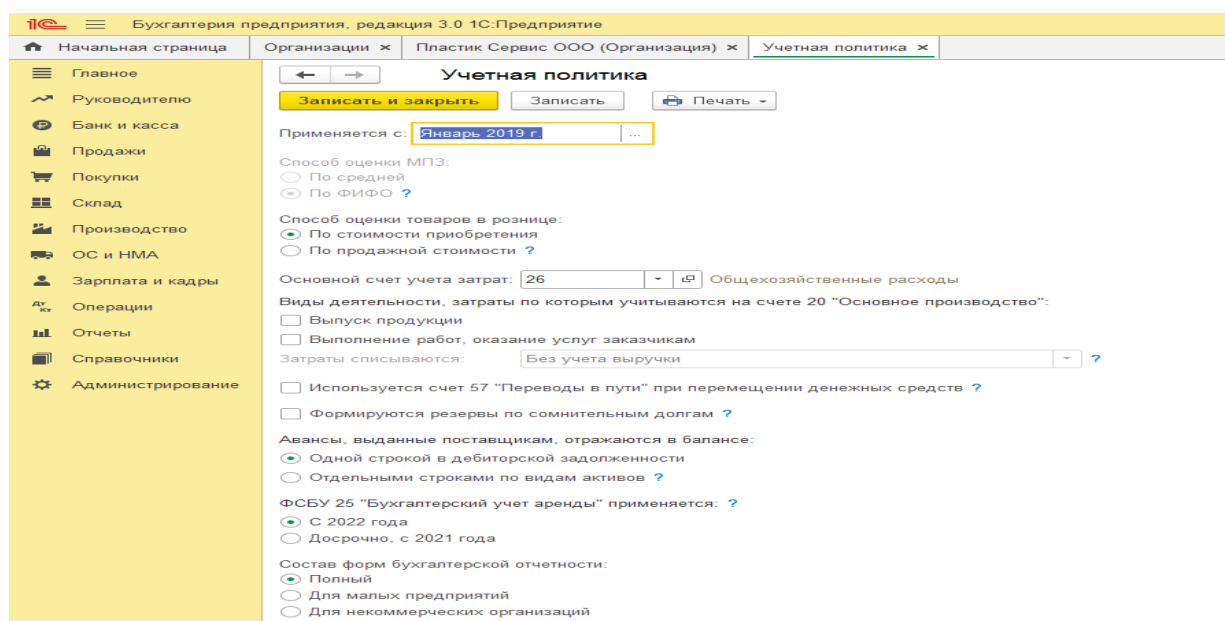 1С Бухгалтерия предприятия, редакция 3.0 1С:Предприятие
Начальная страница Организации × Пластик Сервис ООО (Организация) × Учетная политика ×
Главное
Руководителю
Банк и касса
Продажи
Покупки
Склад
Производство
ОС и НМА
Зарплата и кадры
Дт Кт Операции
Отчеты
Справочники
Администрирование
← → Учетная политика
Записать и закрыть Записать Печать
Применяется с: Январь 2019 г. ...
Способ оценки МПЗ:
По средней
По ФИФО ?
Способ оценки товаров в рознице:
По стоимости приобретения
По продажной стоимости ?
Основной счет учета затрат: 26 Общехозяйственные расходы
Виды деятельности, затраты по которым учитываются на счете 20 "Основное производство":
Выпуск продукции
Выполнение работ, оказание услуг заказчикам
Затраты списываются: Без учета выручки ?
Используется счет 57 "Переводы в пути" при перемещении денежных средств ?
Формируются резервы по сомнительным долгам ?
Авансы, выданные поставщикам, отражаются в балансе:
Одной строкой в дебиторской задолженности
Отдельными строками по видам активов ?
ФСБУ 25 "Бухгалтерский учет аренды" применяется: ?
С 2022 года
Досрочно, с 2021 года
Состав форм бухгалтерской отчетности:
Полный
Для малых предприятий
Для некоммерческих организаций